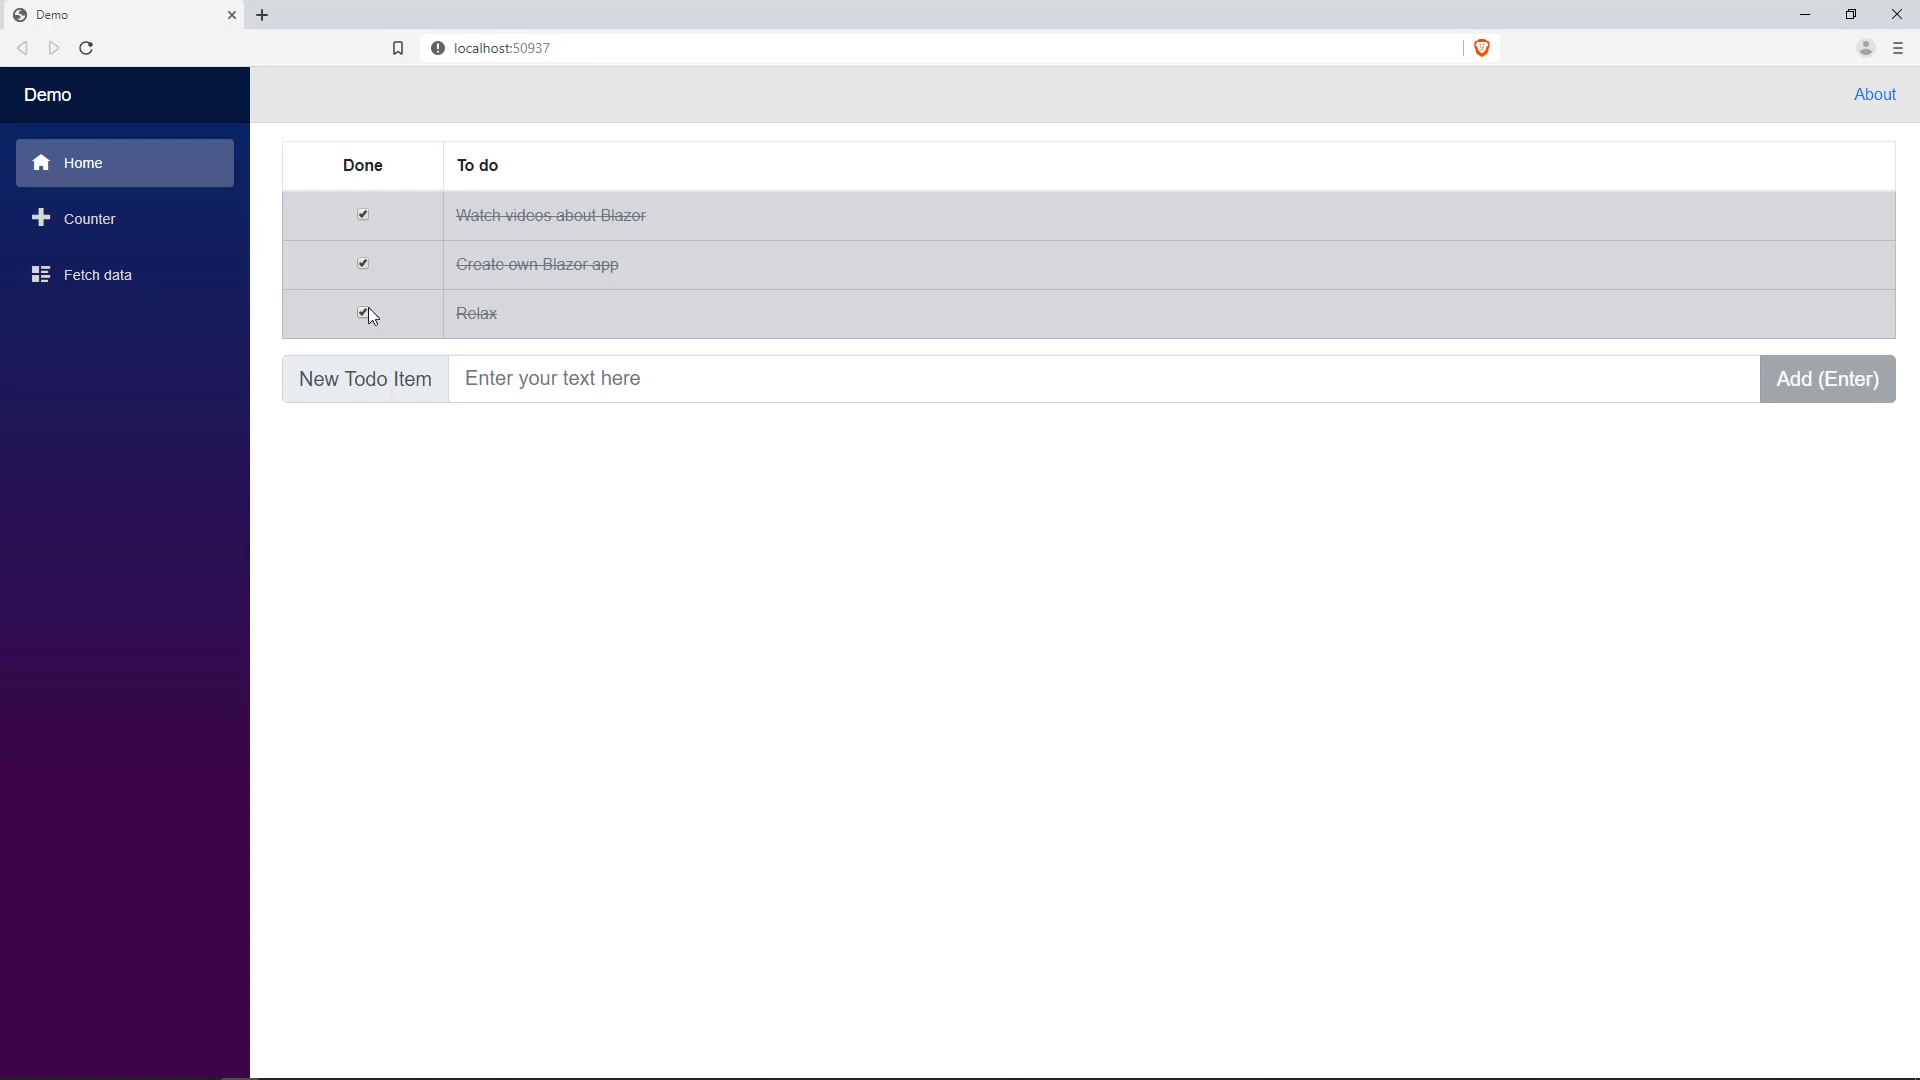 Demo
localhost:50937
Demo
About
Home
Counter
Fetch data
Done To do
Watch videos about Blazor
Create own Blazor app
Relax
New Todo Item Enter your text here Add (Enter)